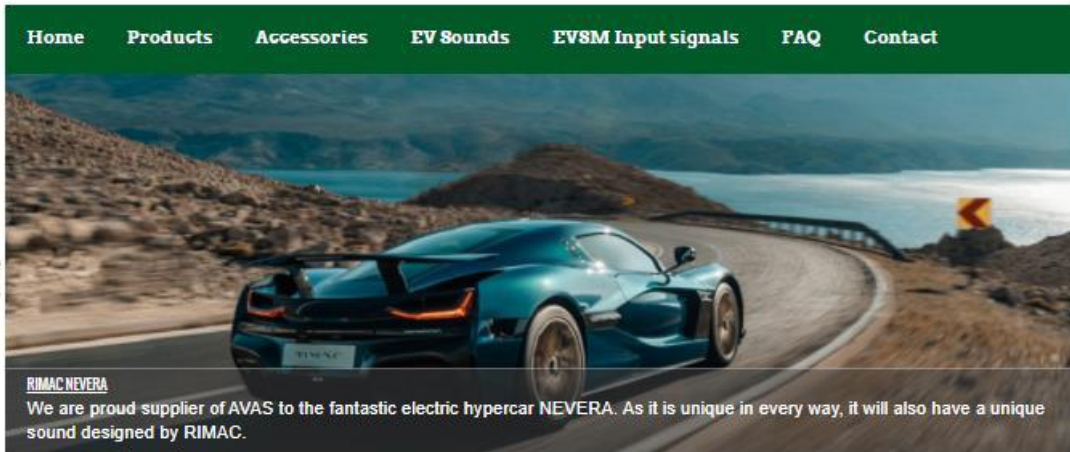 Home Products Accessories EV Sounds EVSM Input signals FAQ Contact
RIMAC
RIMAC NEVERA
We are proud supplier of AVAS to the fantastic electric hypercar NEVERA. As it is unique in every way, it will also have a unique
sound designed by RIMAC.